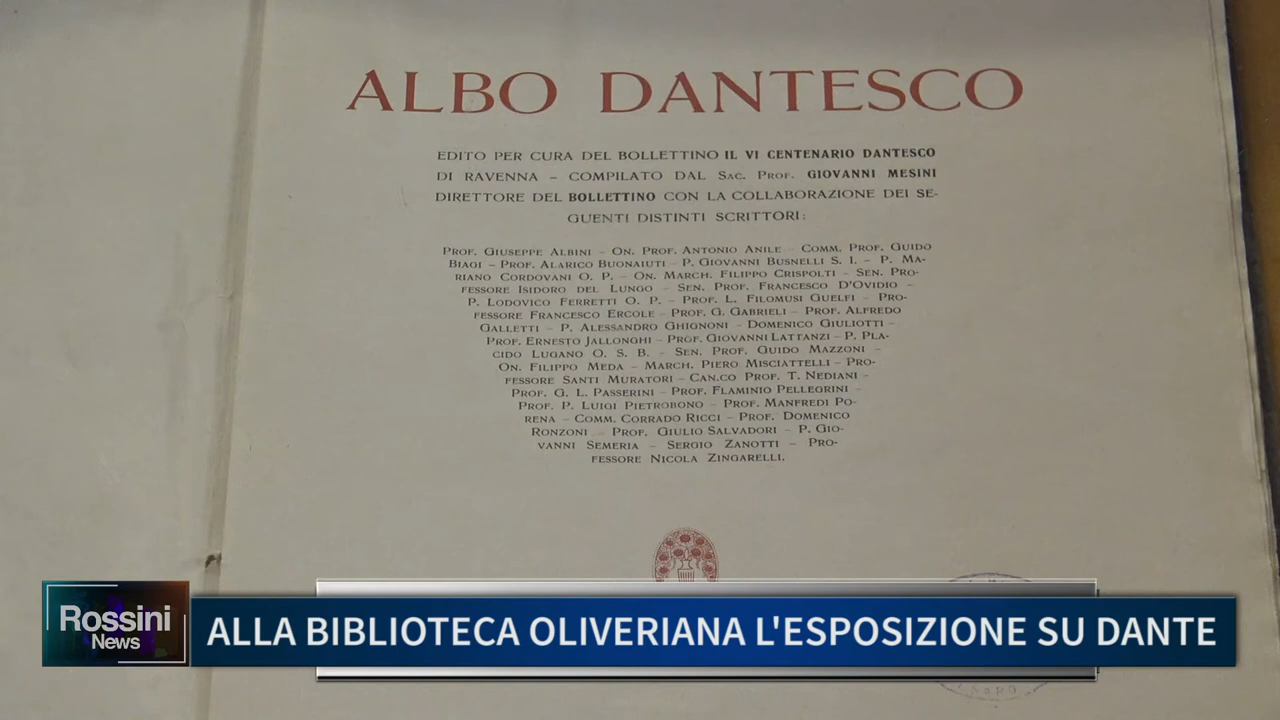 ALBO DANTESCO
EDITO PER CURA DEL BOLLETTINO IL VI CENTENARIO DANTESCO
DI RAVENNA – COMPILATO DAL SAC. PROF. GIOVANNI MESINI
DIRETTORE DEL BOLLETTINO CON LA COLLABORAZIONE DEI SE-
GUENTI DISTINTI SCRITTORI:
PROF. GIUSEPPE ALBINI – ON. PROF. ANTONIO ANILE – COMM. PROF. GUIDO
BIAGI – PROF. ALARICO BUONAIUTI – P. GIOVANNI BUSNELLI S. I. – P. MA-
RIANO CORDOVANI O. P. – ON. MARCH. FILIPPO CRISPOLTI – SEN. PRO-
FESSORE ISIDORO DEL LUNGO – SEN. PROF. FRANCESCO D'OVIDIO –
P. LODOVICO FERRETTI O. P. – PROF. L. FILOMUSI GUELFI – PRO-
FESSORE FRANCESCO ERCOLE – PROF. G. GABRIELI – PROF. ALFREDO
GALLETTI – P. ALESSANDRO GHIGNONI – DOMENICO GIULIOTTI –
PROF. ERNESTO JALLONGHI – PROF. GIOVANNI LATTANZI – P. PLA-
CIDO LUGANO O. S. B. – SEN. PROF. GUIDO MAZZONI –
ON. FILIPPO MEDA – MARCH. PIERO MISCIATTELLI – PRO-
FESSORE SANTI MURATORI – CAN.CO PROF. T. NEDIANI –
PROF. G. L. PASSERINI – PROF. FLAMINIO PELLEGRINI –
PROF. P. LUIGI PIETROBONO – PROF. MANFREDI PO-
RENA – COMM. CORRADO RICCI – PROF. DOMENICO
RONZONI – PROF. GIULIO SALVADORI – P. GIO-
VANNI SEMERIA – SERGIO ZANOTTI – PRO-
FESSORE NICOLA ZINGARELLI.
Rossini
News
ALLA BIBLIOTECA OLIVERIANA L'ESPOSIZIONE SU DANTE